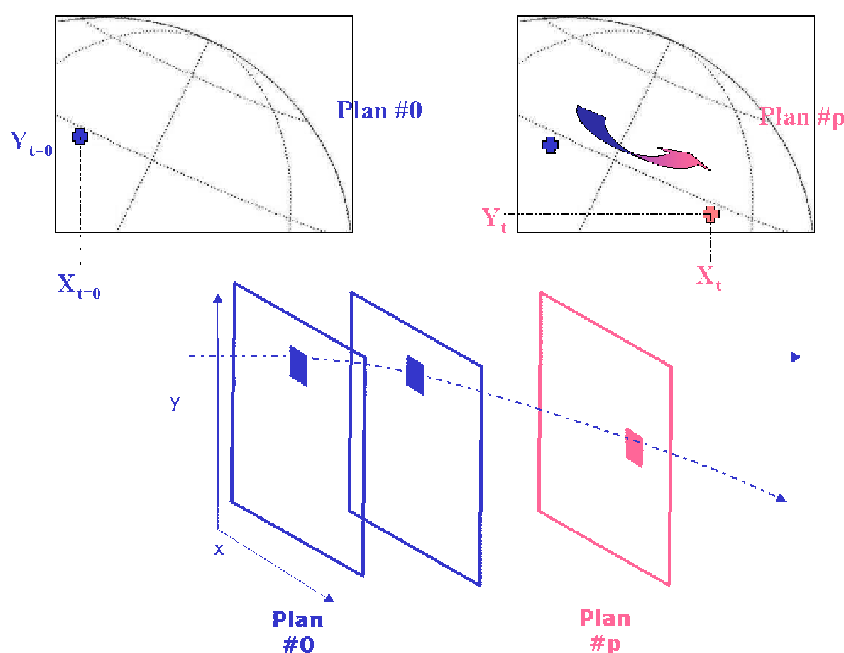 Plan #0
Y t=0
X t=0
Plan #p
Y t
X t
Y
X
Plan
#0
Plan
#p